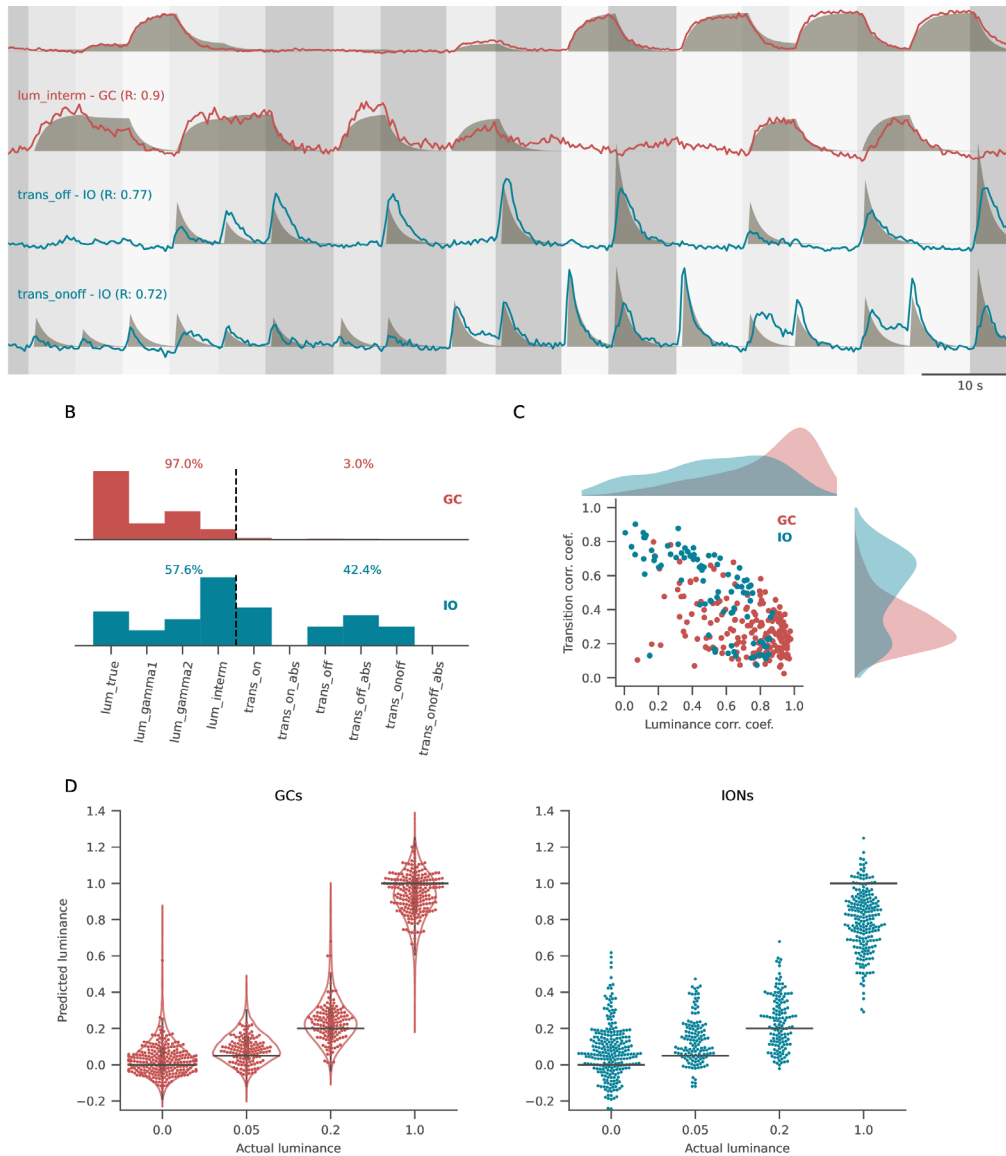 lum_interm - GC (R: 0.9)
trans_off - IO (R: 0.77)
trans_onoff - IO (R: 0.72)
10 s
B
97.0%
3.0%
GC
57.6%
42.4%
IO
lum_true
lum_gamma1
lum_gamma2
lum_interm
trans_on
trans_on_abs
trans_off
trans_off_abs
trans_onoff
trans_onoff_abs
C
GC
IO
1.0
0.8
0.6
0.4
0.2
0.0
Transition corr. coef.
0.0 0.2 0.4 0.6 0.8 1.0
Luminance corr. coef.
D
GCs
1.4
1.2
1.0
0.8
0.6
0.4
0.2
0.0
−0.2
Predicted luminance
0.0 0.05 0.2 1.0
Actual luminance
IONs
1.4
1.2
1.0
0.8
0.6
0.4
0.2
0.0
−0.2
0.0 0.05 0.2 1.0
Actual luminance